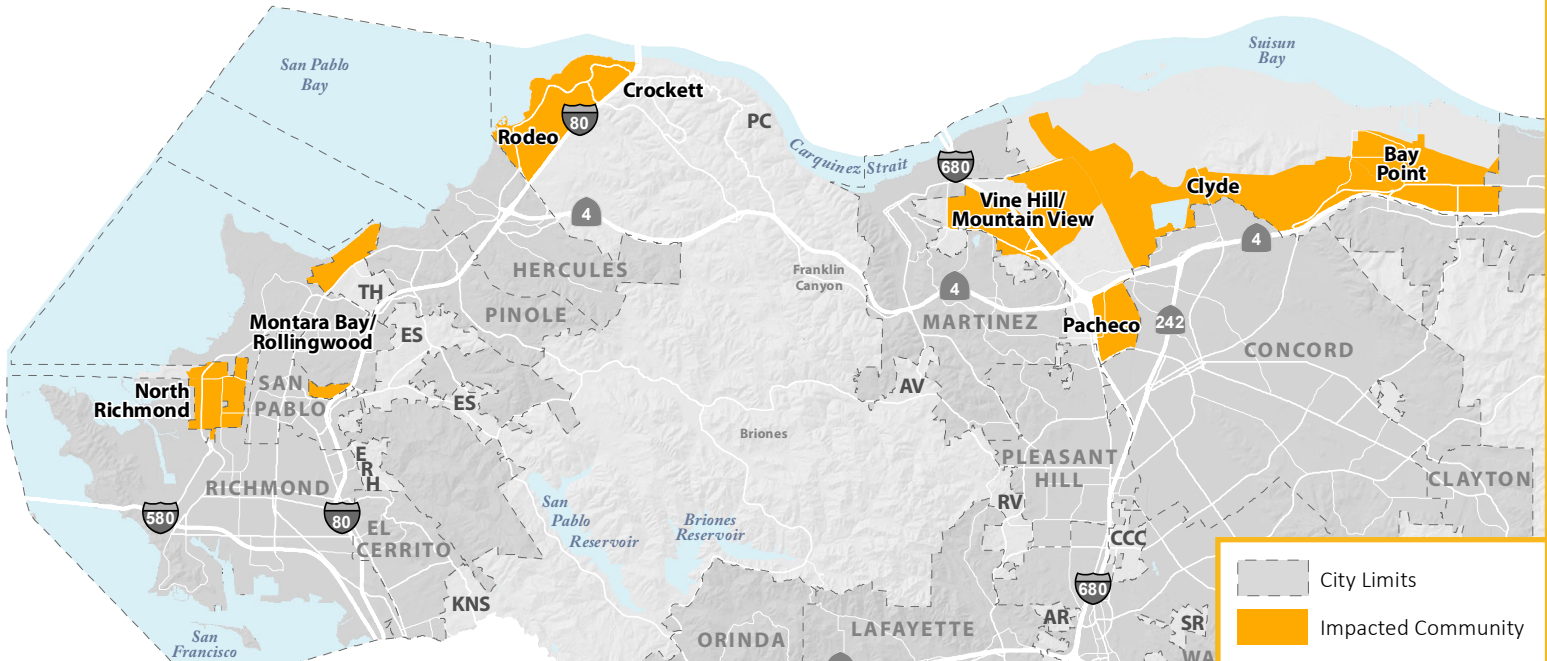 San Pablo
Bay
Suisun
Bay
Crockett
80
Rodeo
PC
Carquinez Strait
680
Bay
Point
Clyde
Vine Hill/
Mountain View
4
4
HERCULES
Franklin
Canyon
4
TH
PINOLE
MARTINEZ
Pacheco
242
Montara Bay/
Rollingwood
ES
CONCORD
North
Richmond
SAN
PABLO
AV
ES
Briones
E
R
H
PLEASANT
HILL
CLAYTON
RICHMOND
580
80
EL
CERRITO
San
Pablo
Reservoir
Briones
Reservoir
RV
CCC
680
KNS
AR
SR
San
Francisco
ORINDA
LAFAYETTE
WA
City Limits
Impacted Community